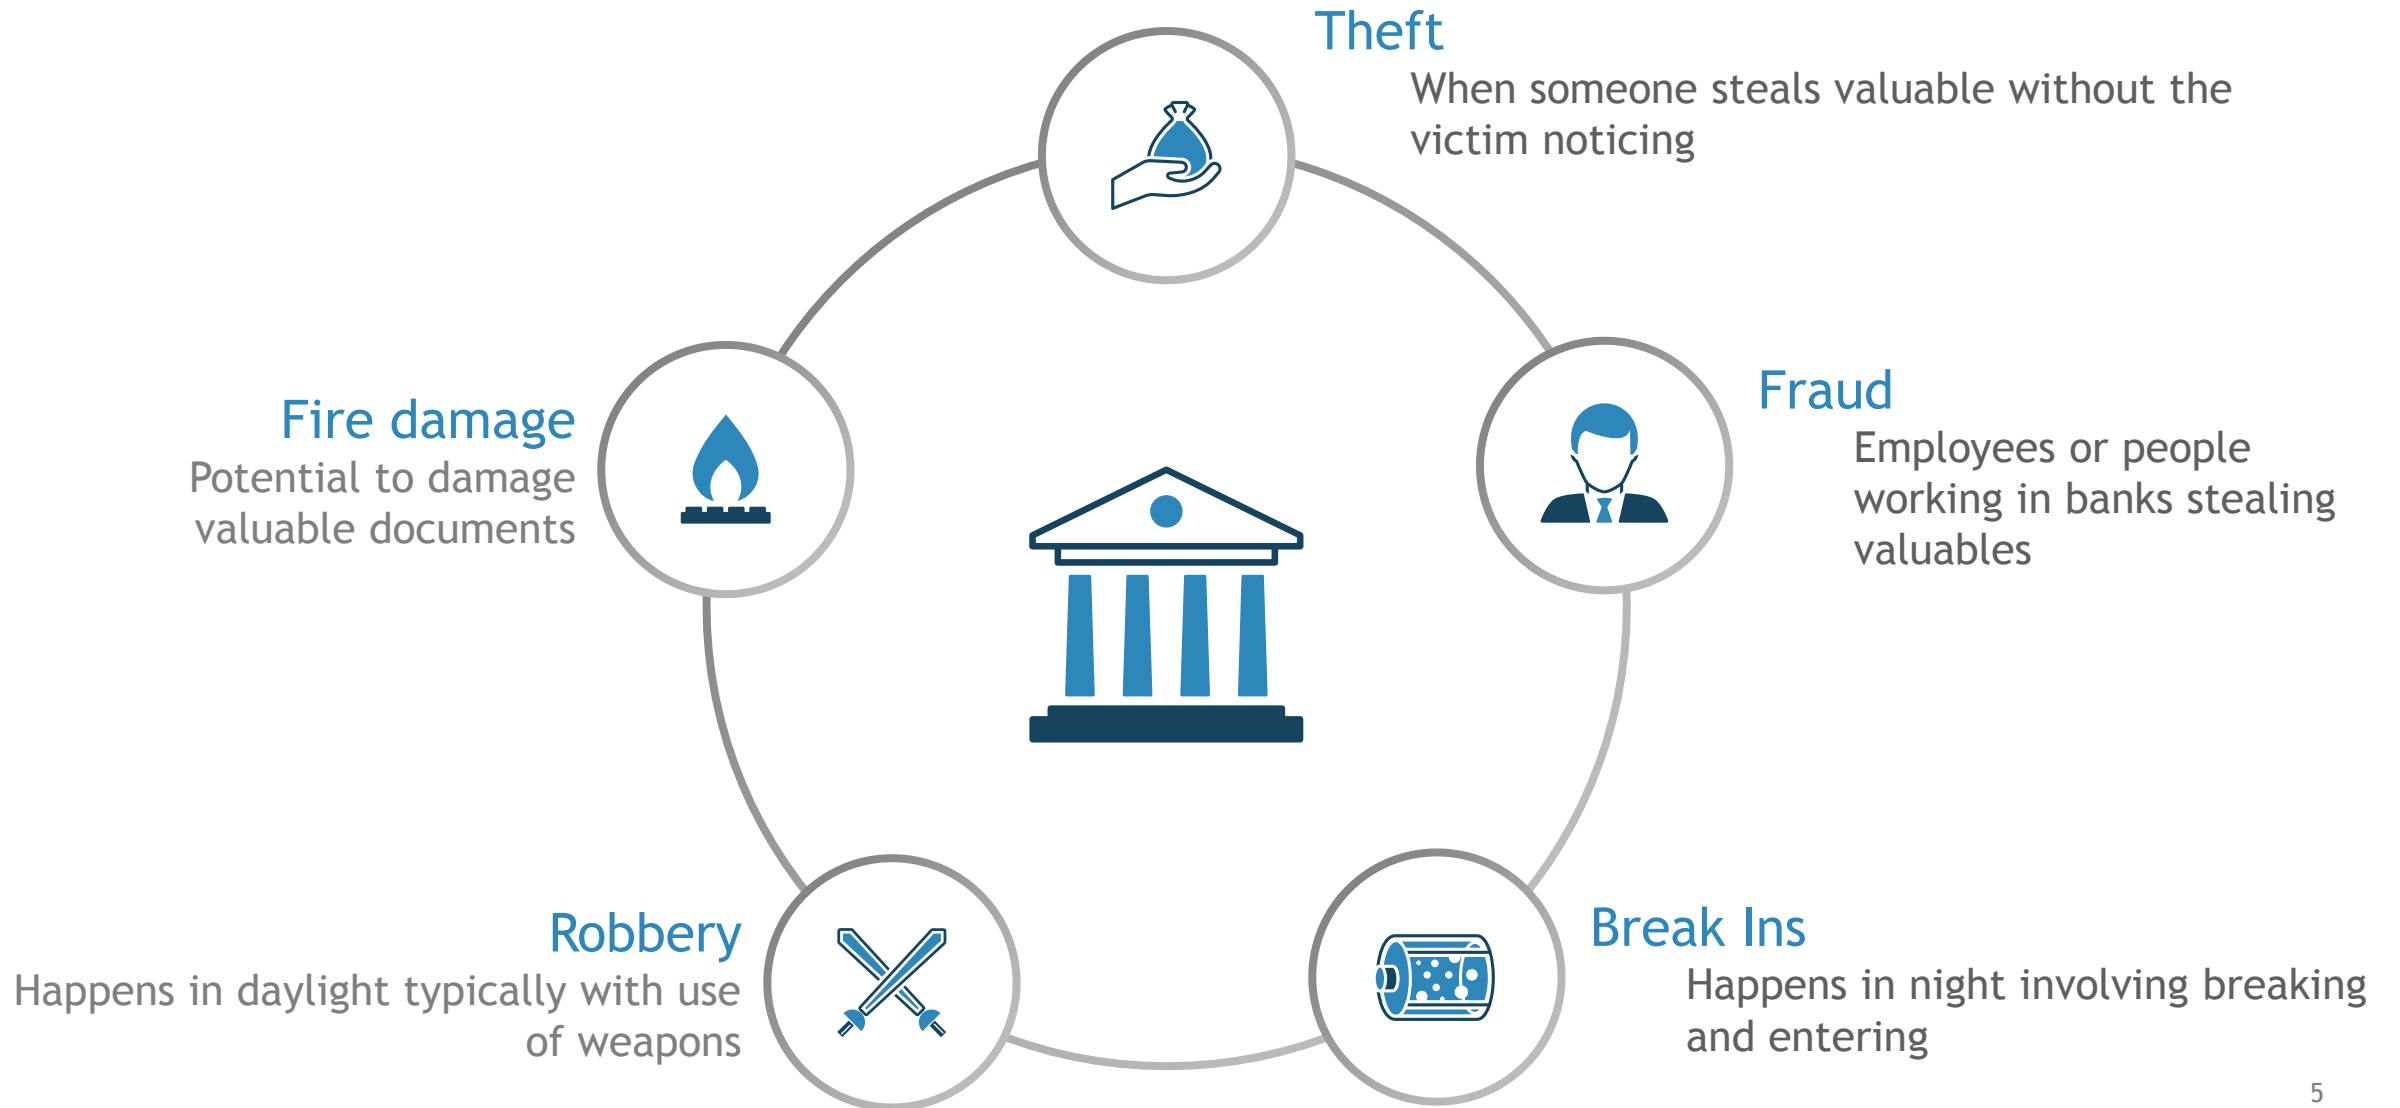 Theft
When someone steals valuable without the
victim noticing
Fraud
Employees or people
working in banks stealing
valuables
Fire damage
Potential to damage
valuable documents
Break Ins
Happens in night involving breaking
and entering
Robbery
Happens in daylight typically with use
of weapons
5